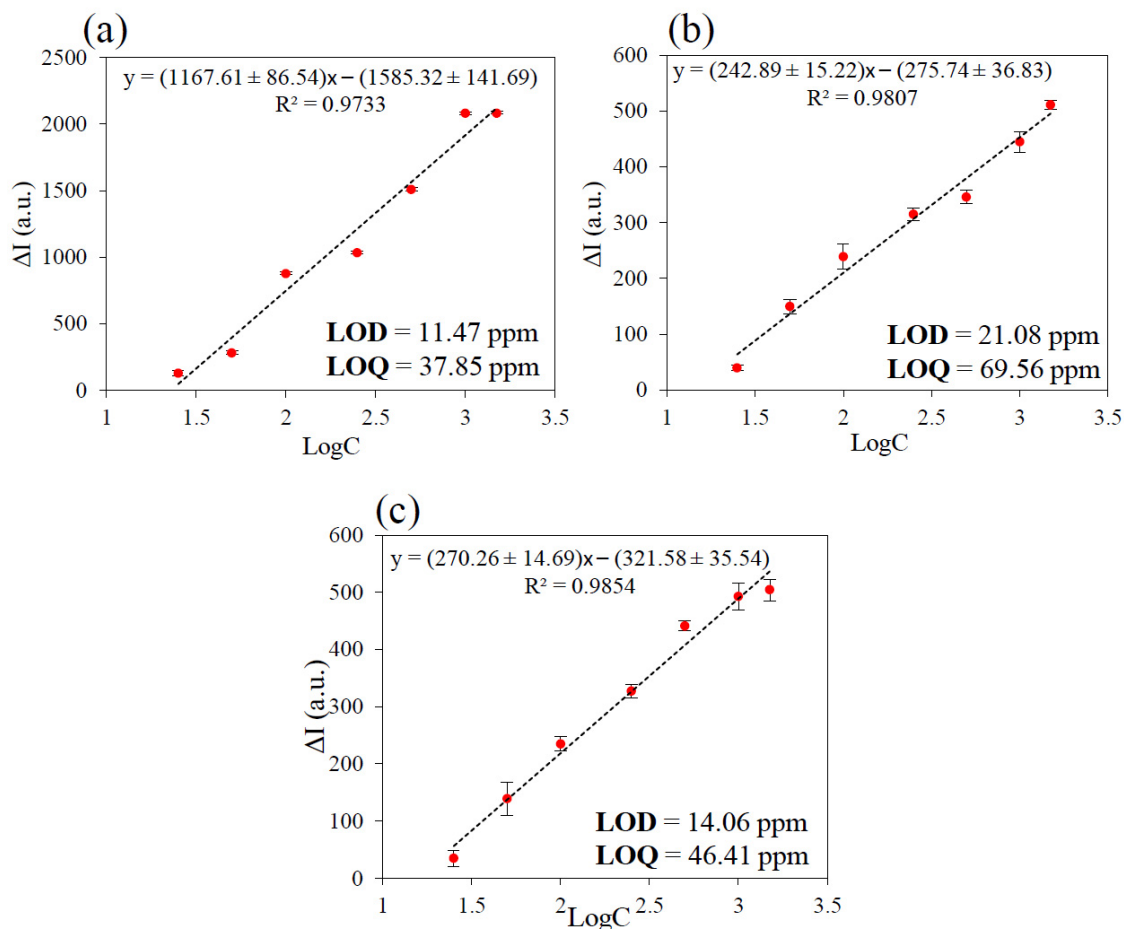 (a)
2500
2000
1500
1000
500
0
y = (1167.61 ± 86.54)x − (1585.32 ± 141.69)
R² = 0.9733
LOD = 11.47 ppm
LOQ = 37.85 ppm
1 1.5 2 2.5 3 3.5
LogC
ΔI (a.u.)
(b)
600
500
400
300
200
100
0
y = (242.89 ± 15.22)x − (275.74 ± 36.83)
R² = 0.9807
LOD = 21.08 ppm
LOQ = 69.56 ppm
1 1.5 2 2.5 3 3.5
LogC
ΔI (a.u.)
(c)
600
500
400
300
200
100
0
y = (270.26 ± 14.69)x − (321.58 ± 35.54)
R² = 0.9854
LOD = 14.06 ppm
LOQ = 46.41 ppm
1 1.5 2 2.5 3 3.5
LogC
ΔI (a.u.)